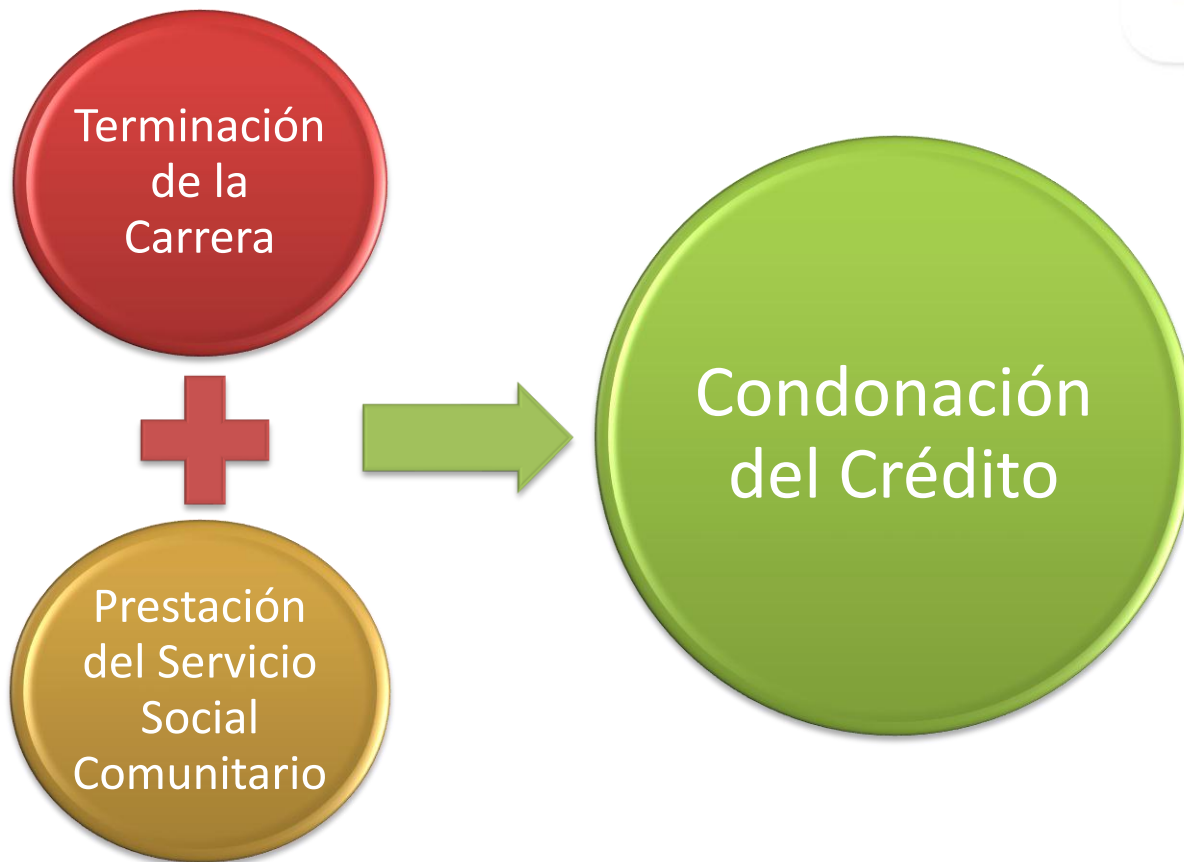 Terminación
de la
Carrera
Prestación
del Servicio
Social
Comunitario
Condonación
del Crédito